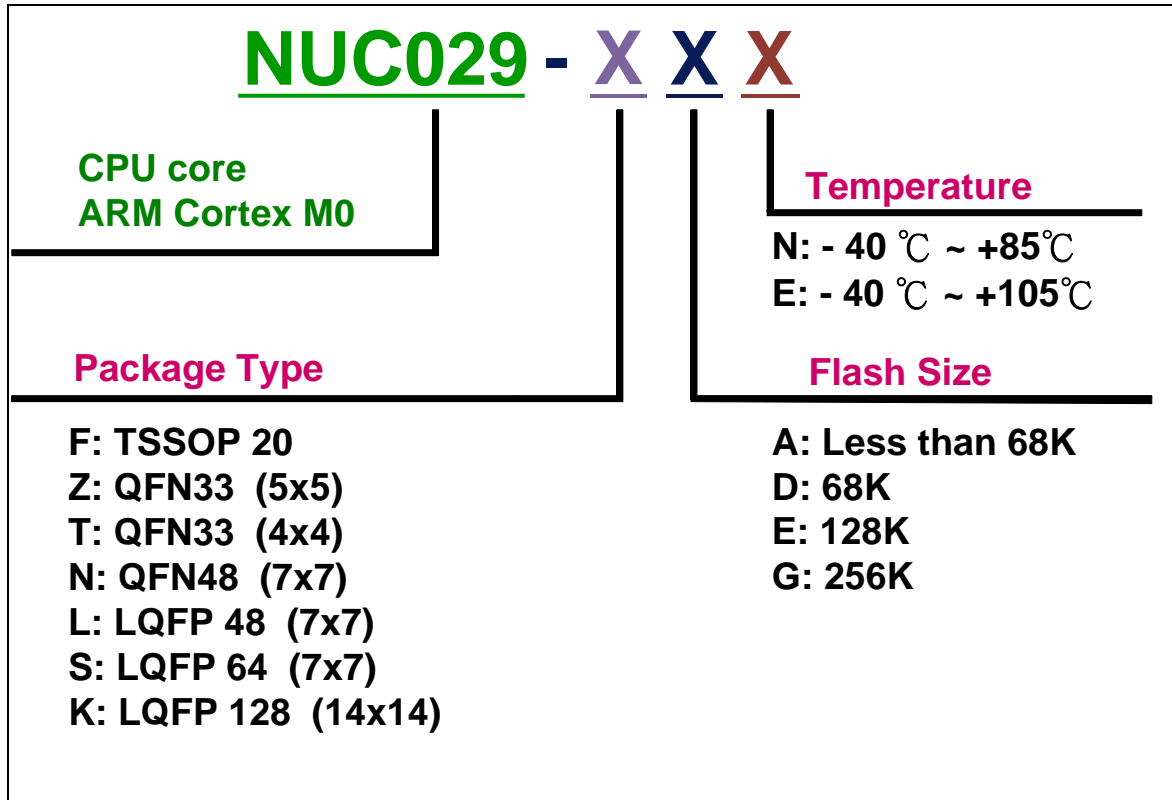 NUC029 - X X X
CPU core
ARM Cortex M0
Temperature
N: - 40 ℃ ~ +85℃
E: - 40 ℃ ~ +105℃
Package Type
F: TSSOP 20
Z: QFN33 (5x5)
T: QFN33 (4x4)
N: QFN48 (7x7)
L: LQFP 48 (7x7)
S: LQFP 64 (7x7)
K: LQFP 128 (14x14)
Flash Size
A: Less than 68K
D: 68K
E: 128K
G: 256K